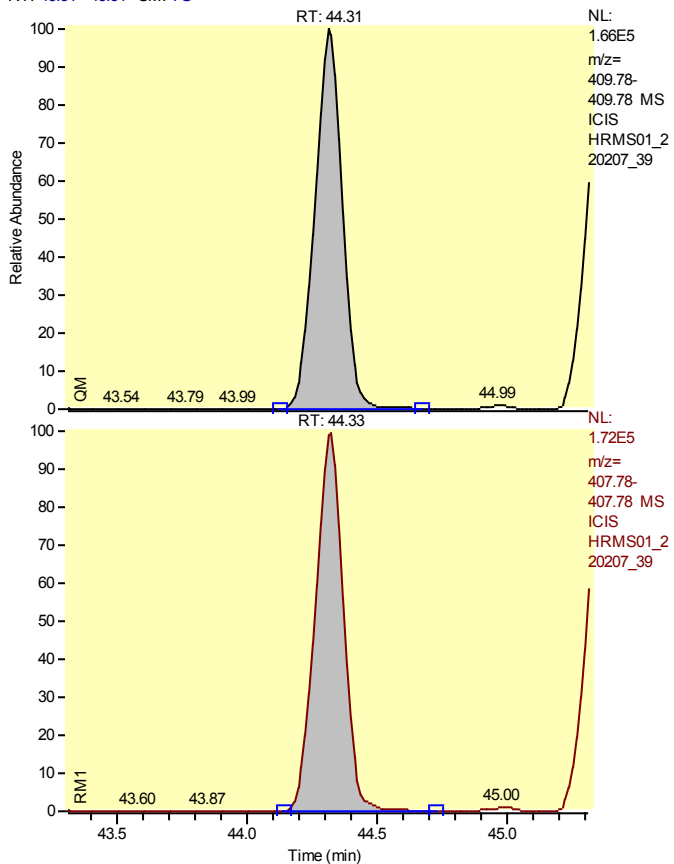 RT: 44.31
NL:
1.66E5
m/z=
409.78-
409.78 MS
ICIS
HRMS01_2
20207_39
100
90
80
70
60
50
40
30
20
10
0
Relative Abundance
QM
43.54 43.79 43.99 44.99
RT: 44.33
NL:
1.72E5
m/z=
407.78-
407.78 MS
ICIS
HRMS01_2
20207_39
100
90
80
70
60
50
40
30
20
10
0
RM1
43.60 43.87 45.00
43.5 44.0 44.5 45.0
Time (min)